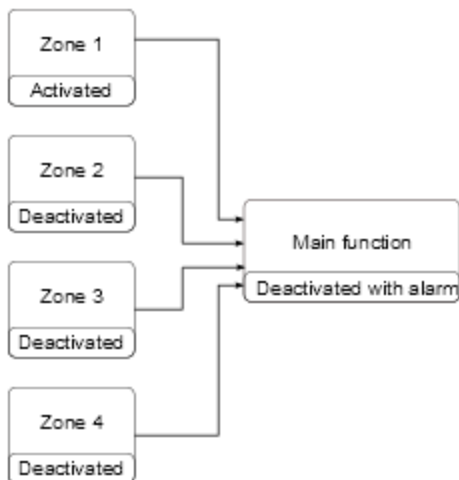 Zone 1
Activated
Zone 2
Deactivated
Zone 3
Deactivated
Zone 4
Deactivated
Main function
Deactivated with alarm